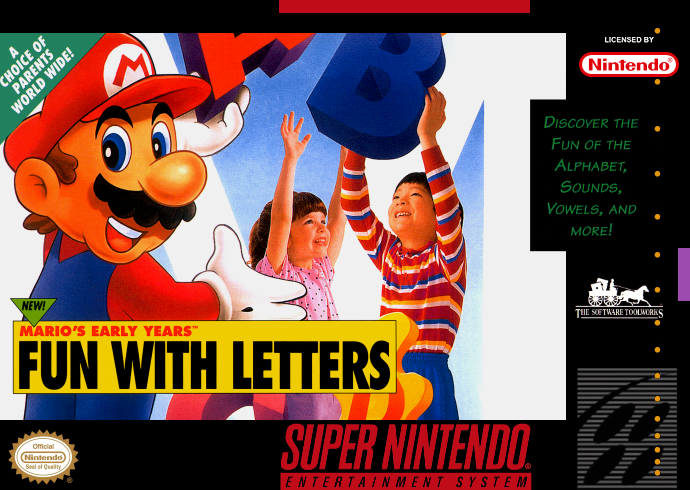 A
CHOICE OF
PARENTS
WORLD WIDE!
M
A
B
LICENSED BY
Nintendo®
DISCOVER THE
FUN OF THE
ALPHABET,
SOUNDS,
VOWELS, AND
MORE!
THE SOFTWARE TOOLWORKS
NEW!
MARIO'S EARLY YEARS™
FUN WITH LETTERS
Official
Nintendo
Seal of Quality
SUPER NINTENDO®
ENTERTAINMENT SYSTEM